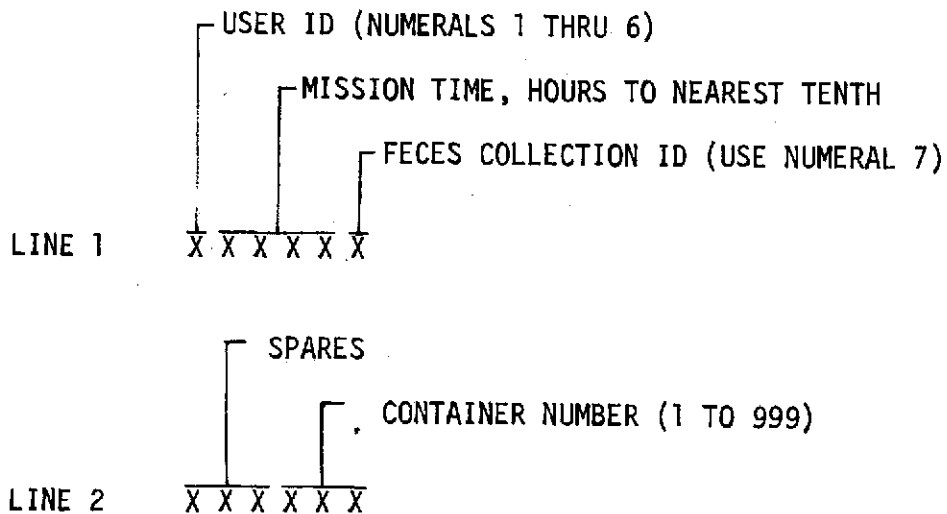 USER ID (NUMERALS 1 THRU 6)
MISSION TIME, HOURS TO NEAREST TENTH
FECES COLLECTION ID (USE NUMERAL 7)
LINE 1 X X X X X X
SPARES
CONTAINER NUMBER (1 TO 999)
LINE 2 X X X X X X